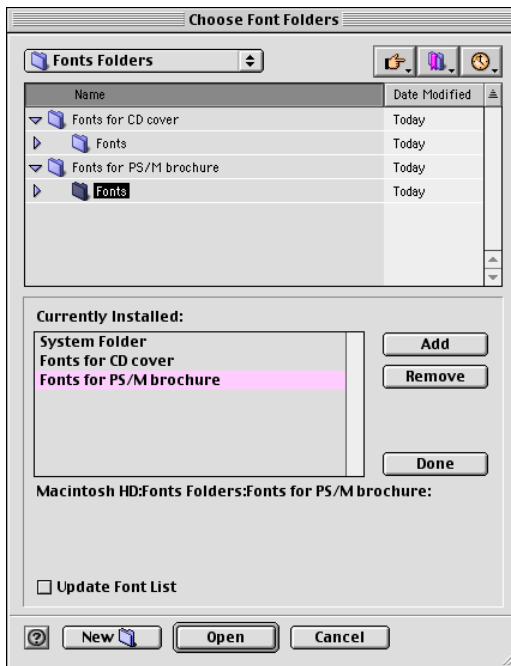 Choose Font Folders
Fonts Folders
Name Date Modified
Fonts for CD cover Today
Fonts Today
Fonts for PS/M brochure Today
Fonts Today
Currently Installed:
System Folder
Fonts for CD cover
Fonts for PS/M brochure
Add
Remove
Done
Macintosh HD:Fonts Folders:Fonts for PS/M brochure:
Update Font List
? New Open Cancel